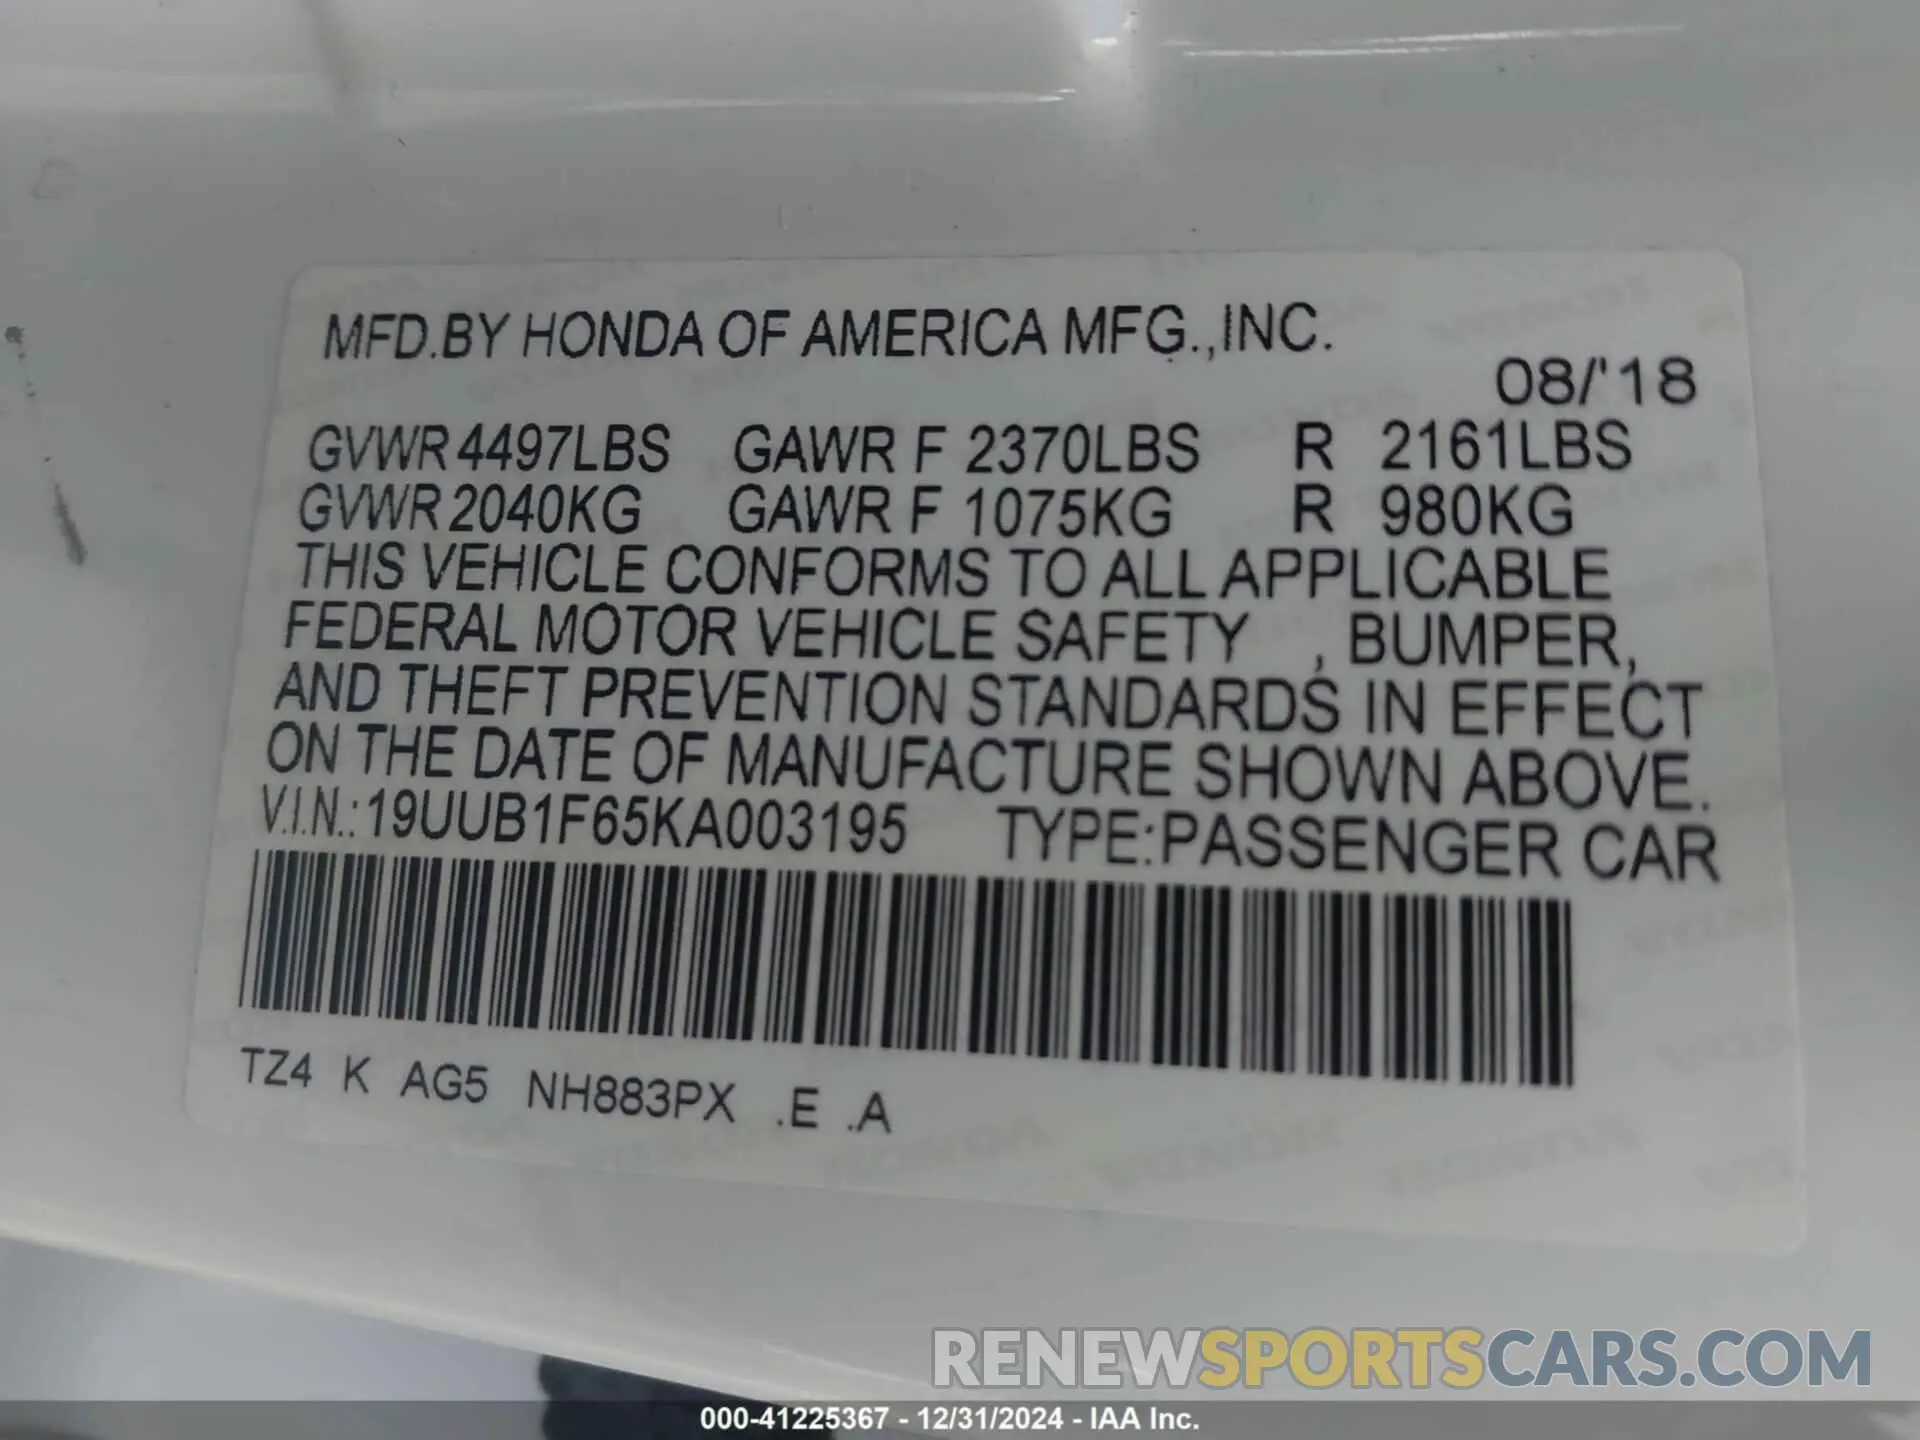 MFD.BY HONDA OF AMERICA MFG.,INC.
08/'18
GVWR 4497LBS GAWR F 2370LBS R 2161LBS
GVWR 2040KG GAWR F 1075KG R 980KG
THIS VEHICLE CONFORMS TO ALL APPLICABLE
FEDERAL MOTOR VEHICLE SAFETY , BUMPER,
AND THEFT PREVENTION STANDARDS IN EFFECT
ON THE DATE OF MANUFACTURE SHOWN ABOVE.
V.I.N.:19UUB1F65KA003195 TYPE:PASSENGER CAR
TZ4 K AG5 NH883PX .E .A
RENEWSPORTSCARS.COM
000-41225367 - 12/31/2024 - IAA Inc.